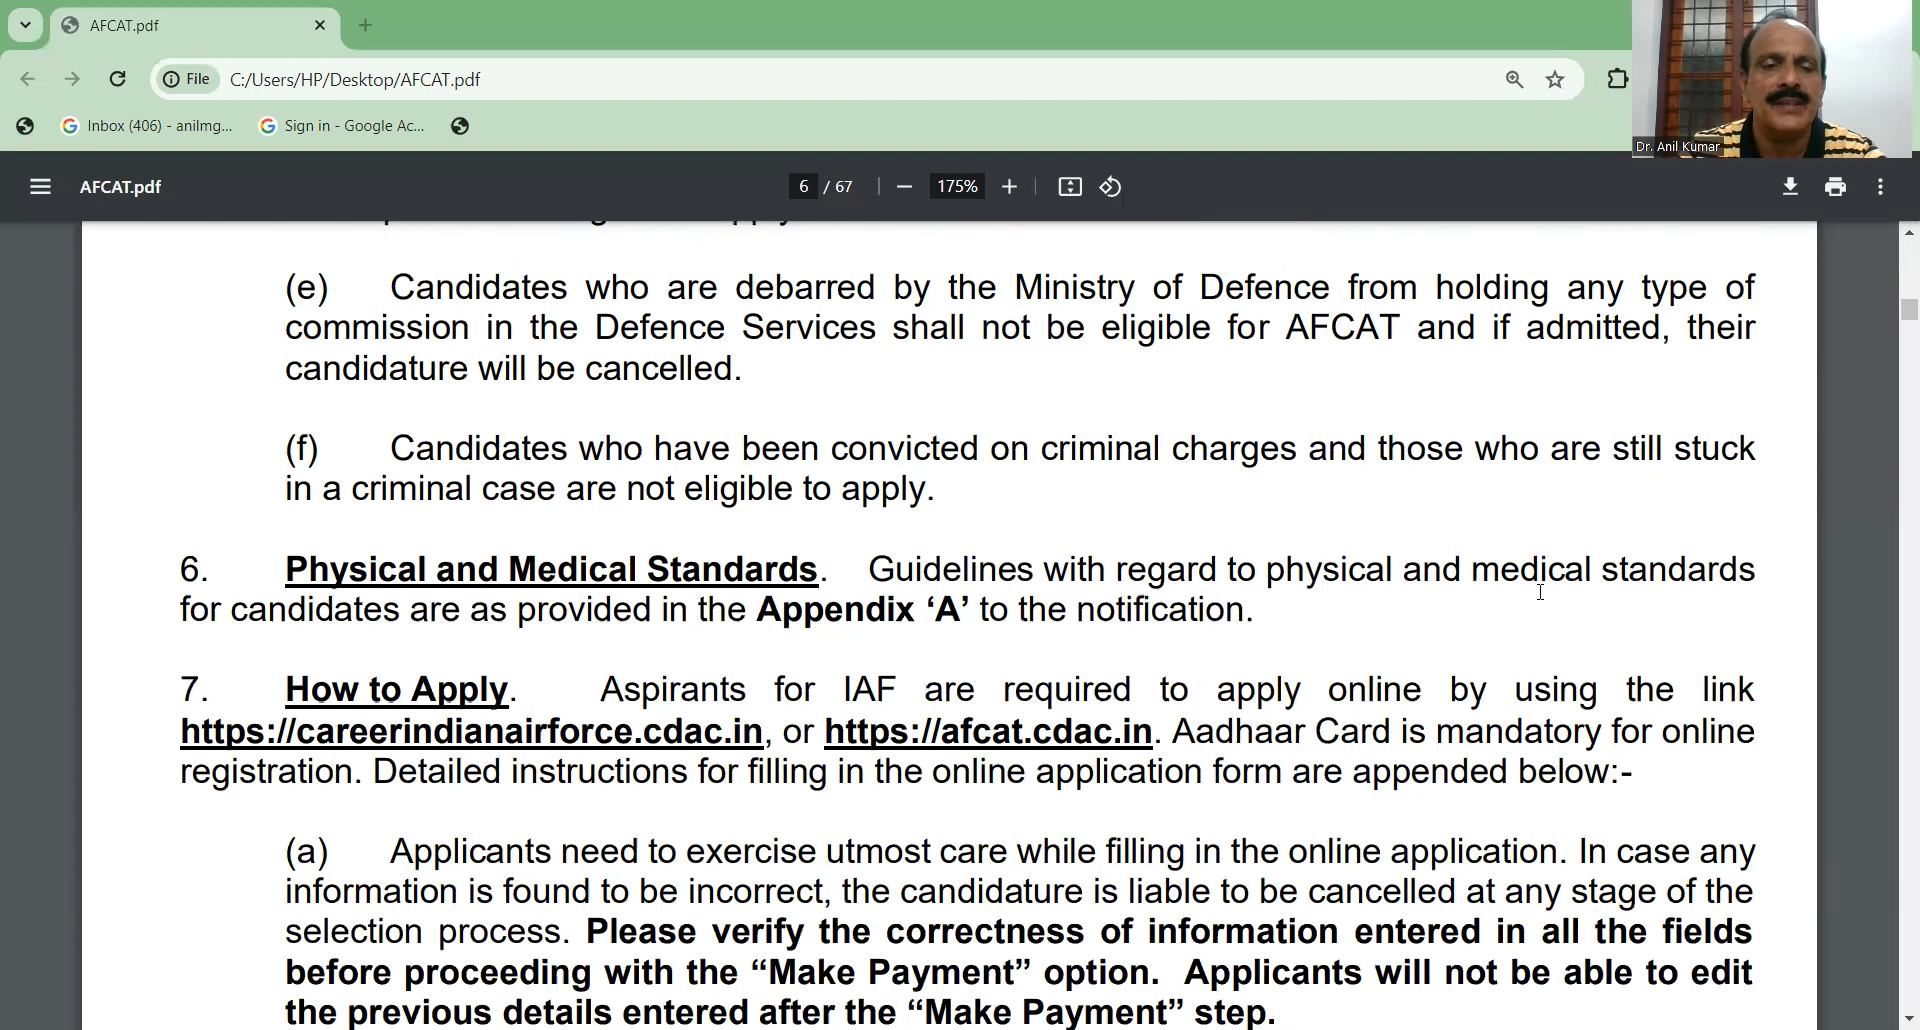 AFCAT.pdf
File C:/Users/HP/Desktop/AFCAT.pdf
Inbox (406) - anilmg... Sign in - Google Ac...
Dr. Anil Kumar
AFCAT.pdf 6 / 67 175%
(e) Candidates who are debarred by the Ministry of Defence from holding any type of
commission in the Defence Services shall not be eligible for AFCAT and if admitted, their
candidature will be cancelled.
(f) Candidates who have been convicted on criminal charges and those who are still stuck
in a criminal case are not eligible to apply.
6. Physical and Medical Standards. Guidelines with regard to physical and medical standards
for candidates are as provided in the Appendix ‘A’ to the notification.
7. How to Apply. Aspirants for IAF are required to apply online by using the link
https://careerindianairforce.cdac.in, or https://afcat.cdac.in. Aadhaar Card is mandatory for online
registration. Detailed instructions for filling in the online application form are appended below:-
(a) Applicants need to exercise utmost care while filling in the online application. In case any
information is found to be incorrect, the candidature is liable to be cancelled at any stage of the
selection process. Please verify the correctness of information entered in all the fields
before proceeding with the “Make Payment” option. Applicants will not be able to edit
the previous details entered after the “Make Payment” step.